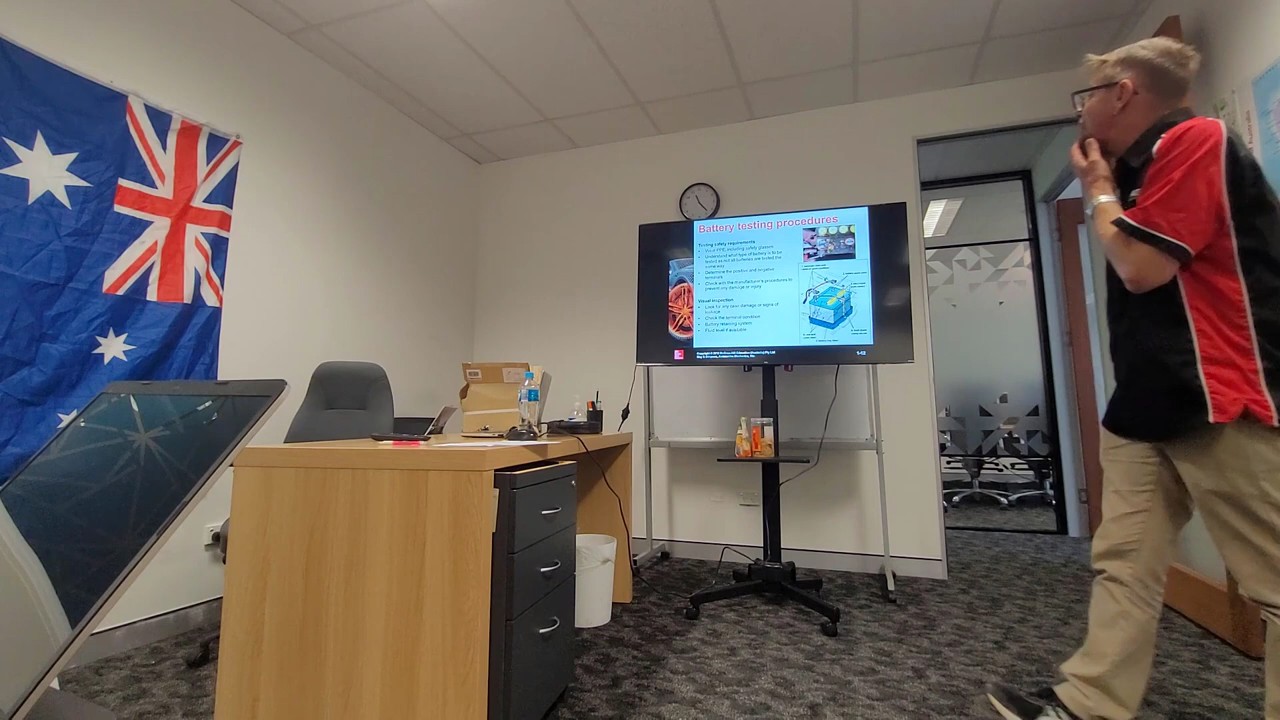 Battery testing procedures
Testing safety requirements
• Wear PPE, including safety glasses
• Understand what type of battery is to be
tested as not all batteries are tested the
same way
• Determine the positive and negative
terminals
• Check with the manufacturer's procedures to
prevent any damage or injury
Visual inspection
• Look for any case damage or signs of
leakage
• Check the terminal condition
• Battery retaining system
• Fluid level if available
1-12